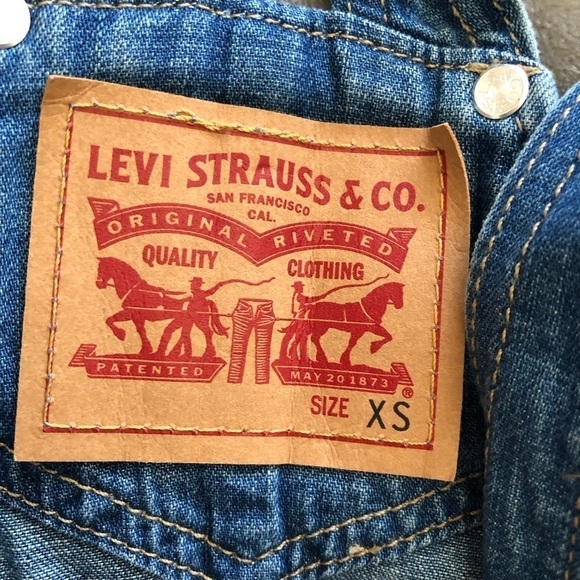 LEVI STRAUSS & CO.
SAN FRANCISCO
CAL.
ORIGINAL RIVETED
QUALITY CLOTHING
PATENTED MAY 20 1873
®
SIZE XS